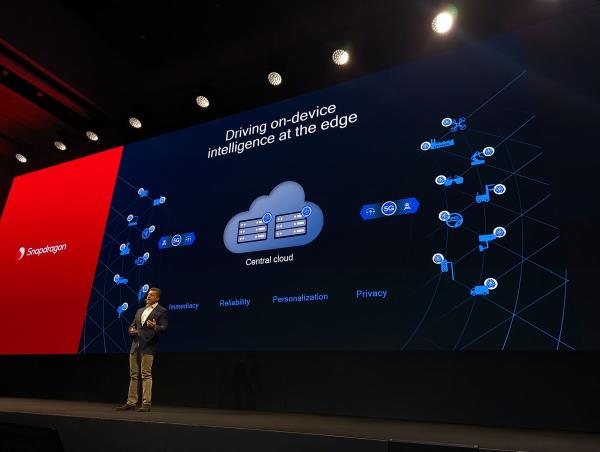 Driving on-device
intelligence at the edge
Snapdragon
5G
5G
Central cloud
Immediacy
Reliability
Personalization
Privacy